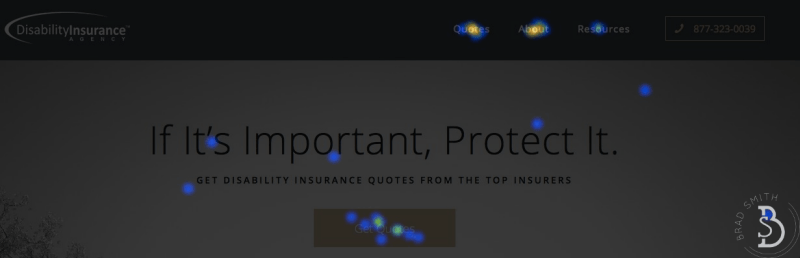 DisabilityInsurance™
AGENCY
Quotes
About
Resources
877-323-0039
If It's Important, Protect It.
GET DISABILITY INSURANCE QUOTES FROM THE TOP INSURERS
Get Quotes
BRAD SMITH